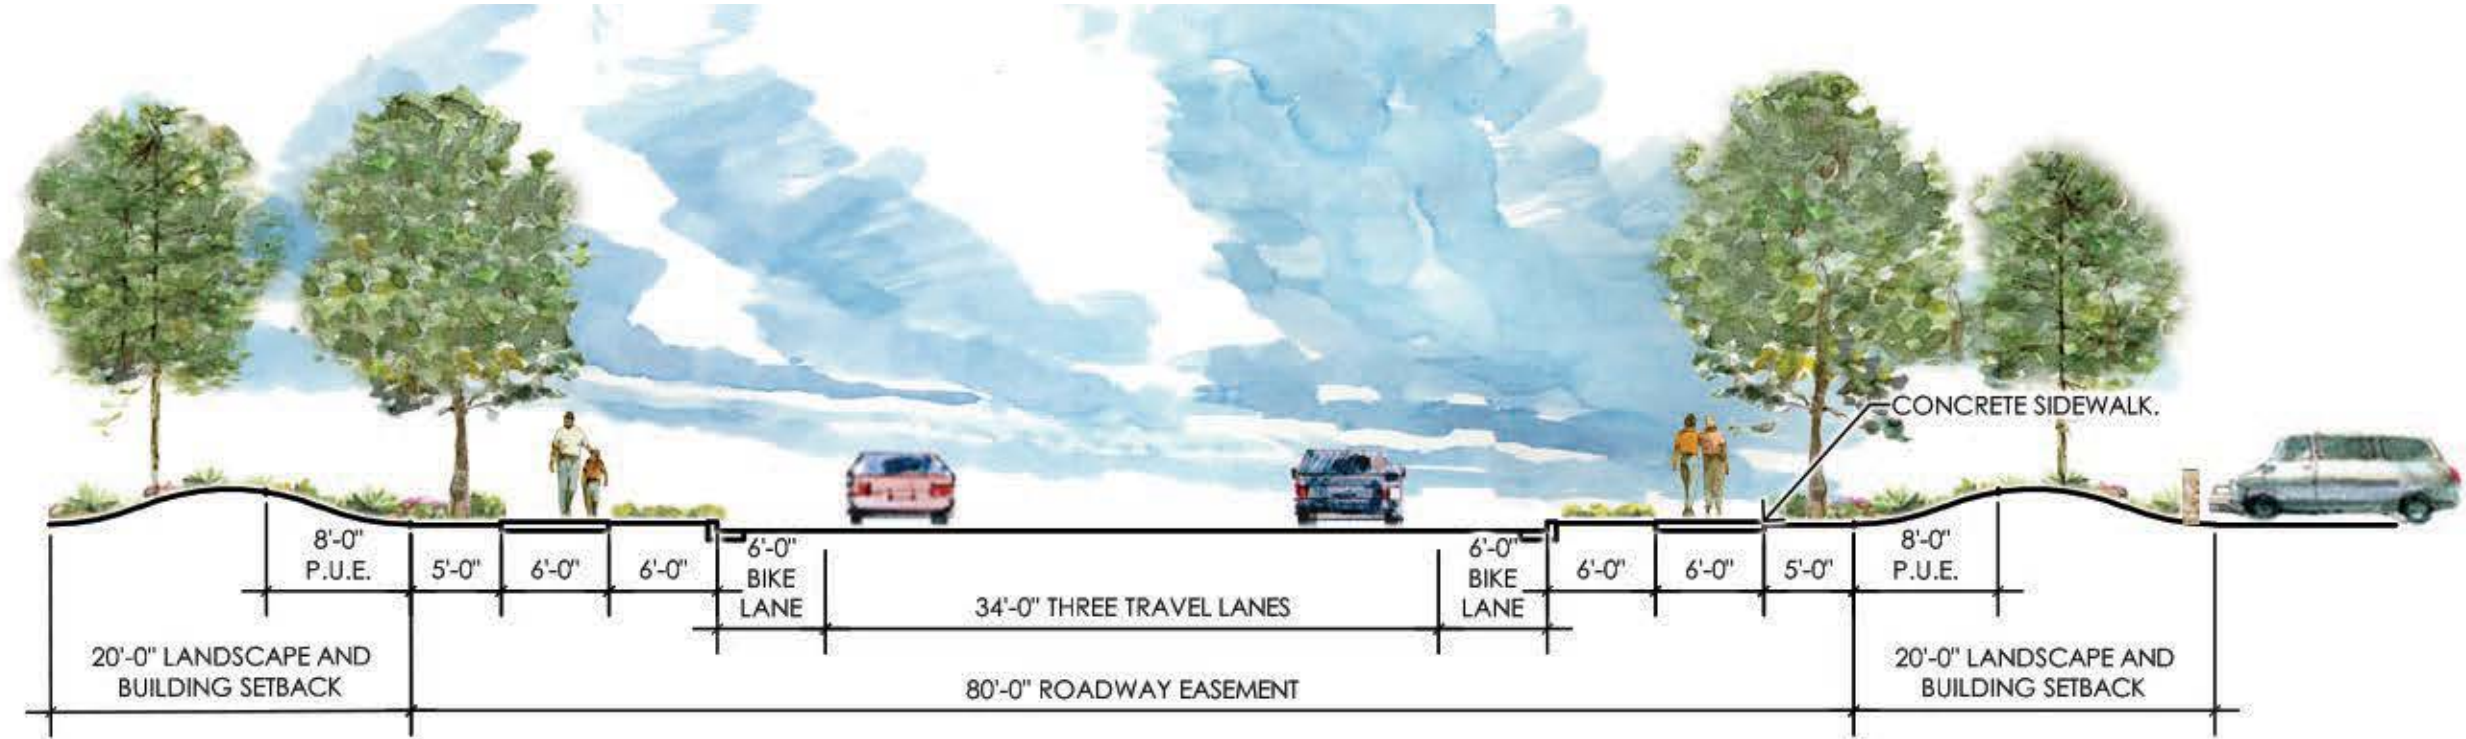 CONCRETE SIDEWALK.
8'-0"
P.U.E.
5'-0"
6'-0"
6'-0"
6'-0"
BIKE
LANE
34'-0" THREE TRAVEL LANES
6'-0"
BIKE
LANE
6'-0"
6'-0"
5'-0"
8'-0"
P.U.E.
20'-0" LANDSCAPE AND
BUILDING SETBACK
80'-0" ROADWAY EASEMENT
20'-0" LANDSCAPE AND
BUILDING SETBACK